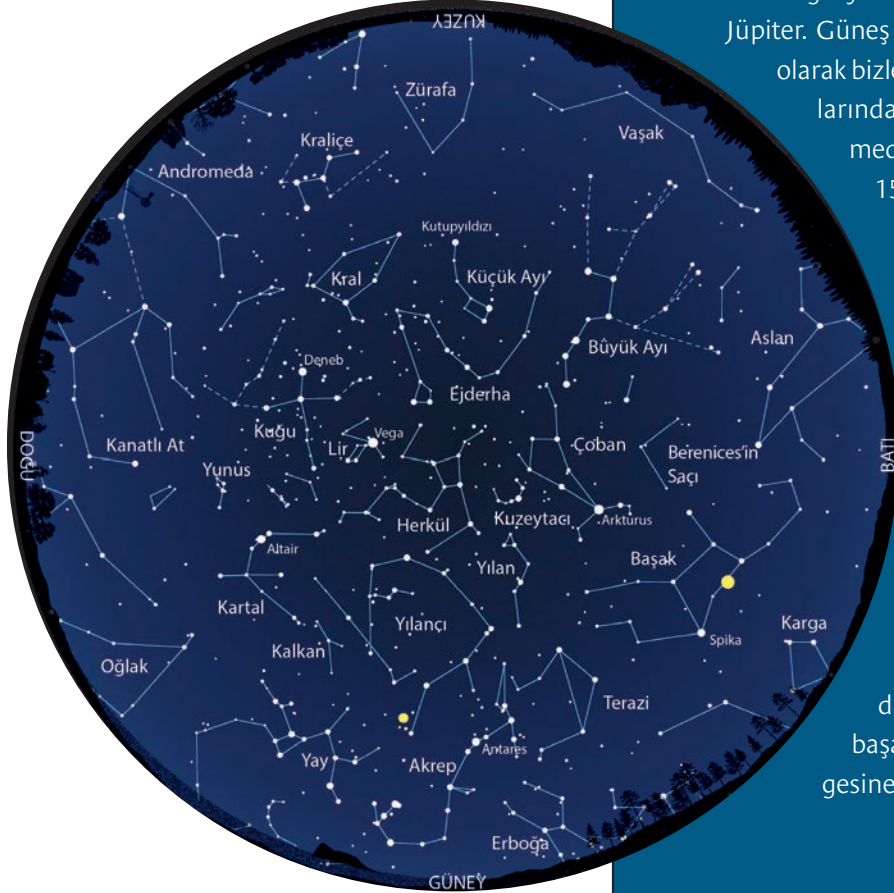 KUZEY
Zürafa
Vaşak
Kraliçe
Andromeda
Kutupyıldızı
Kral
Küçük Ayı
Büyük Ayı
Aslan
Deneb
Ejderha
Kuğu
Vega
Lir
Çoban
Berenices'in
Saçı
Kanatlı At
Yunus
DOĞU
BATI
Herkül
Kuzeytacı
Arkturus
Altair
Yılan
Başak
Kartal
Yılancı
Karga
Spika
Kalkan
Oğlak
Terazi
Yay
Akrep
Antares
Erboğa
GÜNEY
Jüpiter. Güneş
olarak bizle
larında
med
15
d
başa
gesine